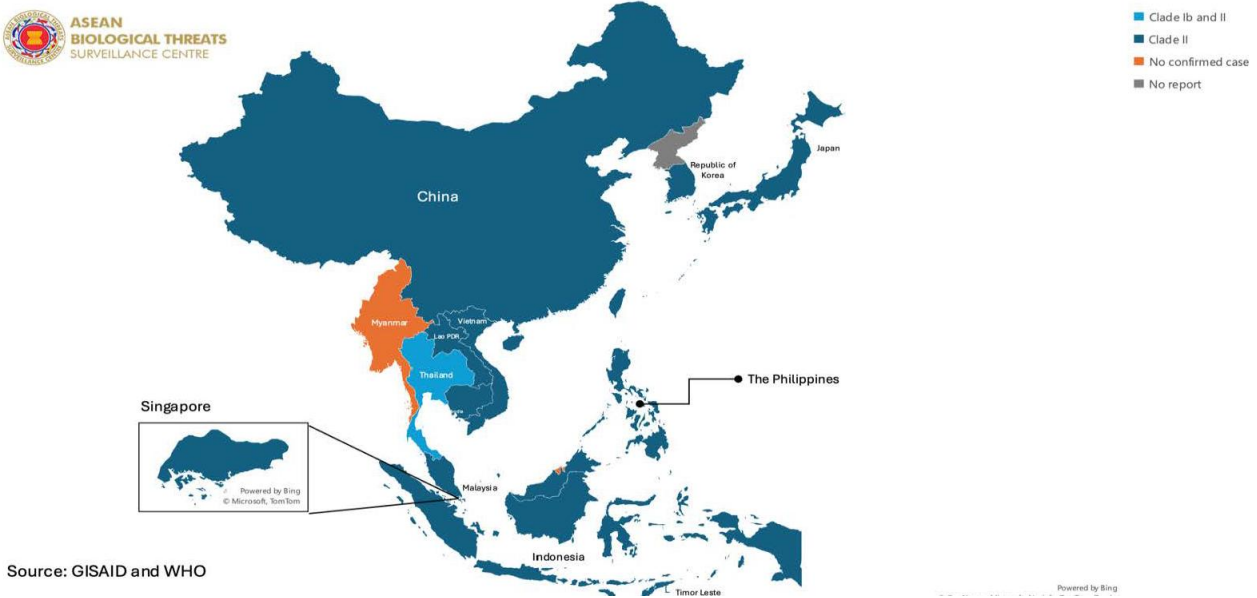 ASEAN
BIOLOGICAL THREATS
SURVEILLANCE CENTRE
Clade Ib and II
Clade II
No confirmed case
No report
Japan
Republic of
Korea
China
Myanmar
Vietnam
Lao PDR
Thailand
The Philippines
Singapore
Powered by Bing
© Microsoft, TomTom
Malaysia
Indonesia
Source: GISAID and WHO
Timor Leste
Powered by Bing